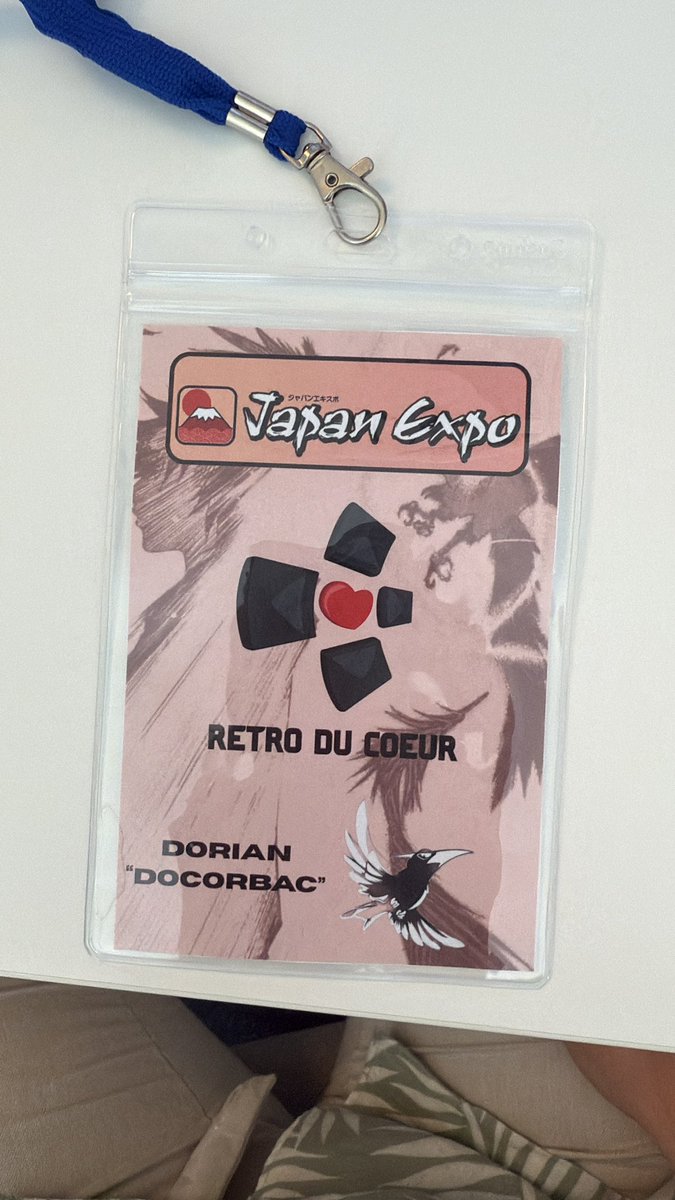 ジャパンエキスポ
Japan Expo
RETRO DU COEUR
DORIAN
“DOCORBAC”